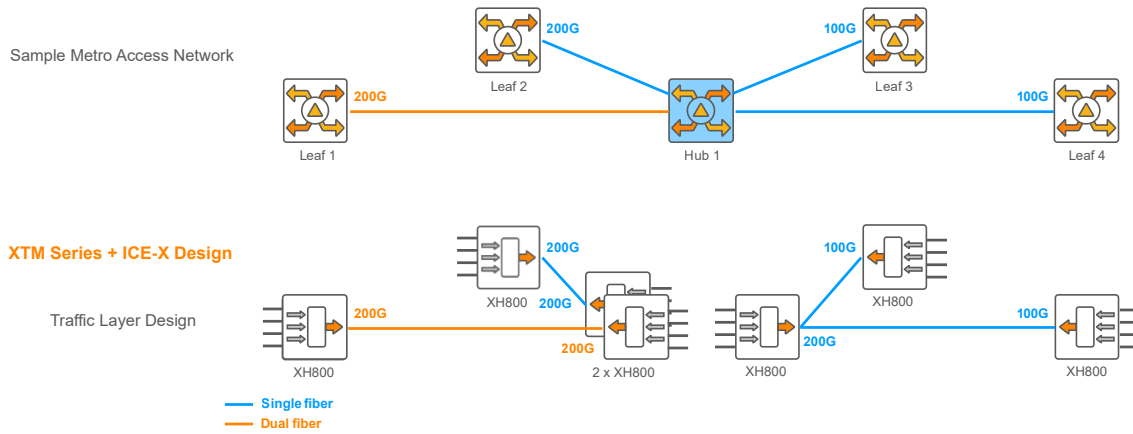 200G
100G
Sample Metro Access Network
Leaf 2
Leaf 3
200G
100G
Leaf 1
Hub 1
Leaf 4
XTM Series + ICE-X Design
200G
100G
XH800
200G
XH800
Traffic Layer Design
200G
100G
200G
200G
XH800
2 x XH800
XH800
XH800
Single fiber
Dual fiber